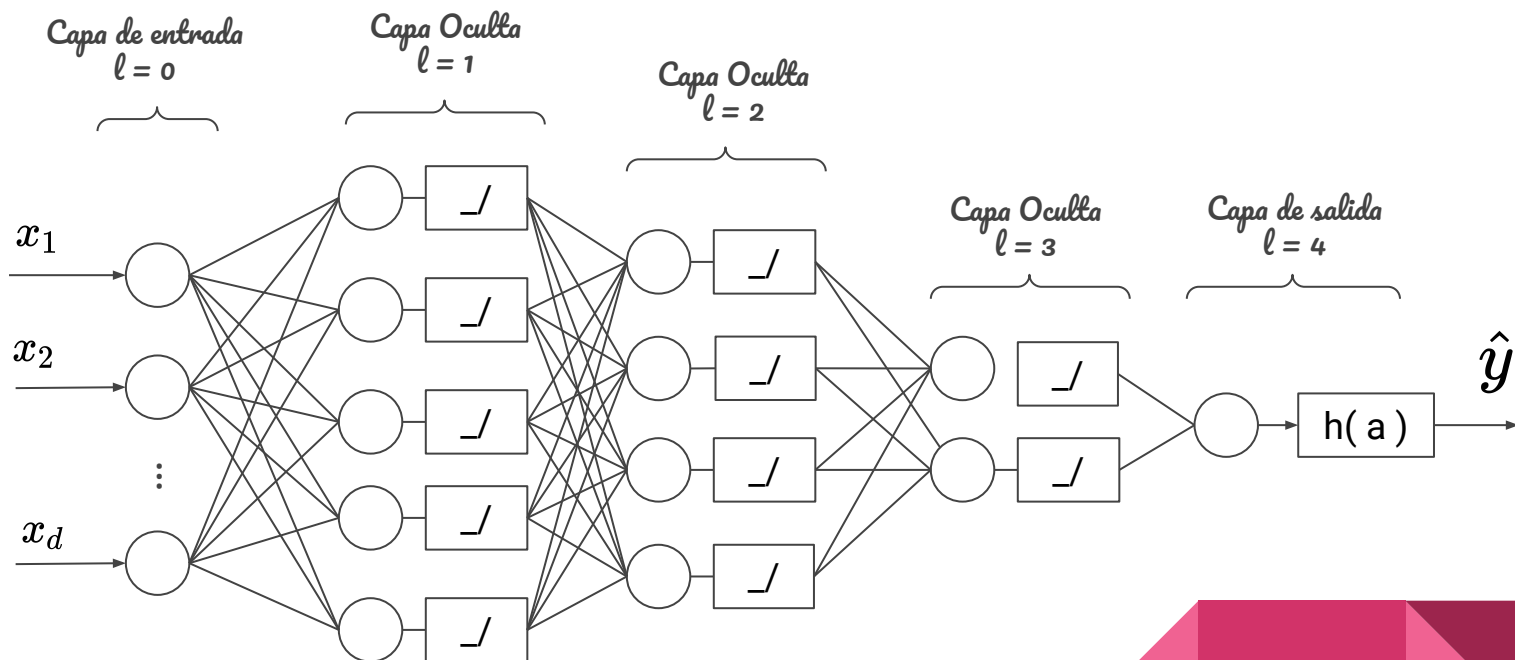 Capa de entrada
l = 0
Capa Oculta
l = 1
Capa Oculta
l = 2
Capa Oculta
l = 3
Capa de salida
l = 4
x₁
x₂
⋮
x_d
_/
_/
_/
_/
_/
_/
_/
_/
_/
_/
_/
h( a )
ŷ